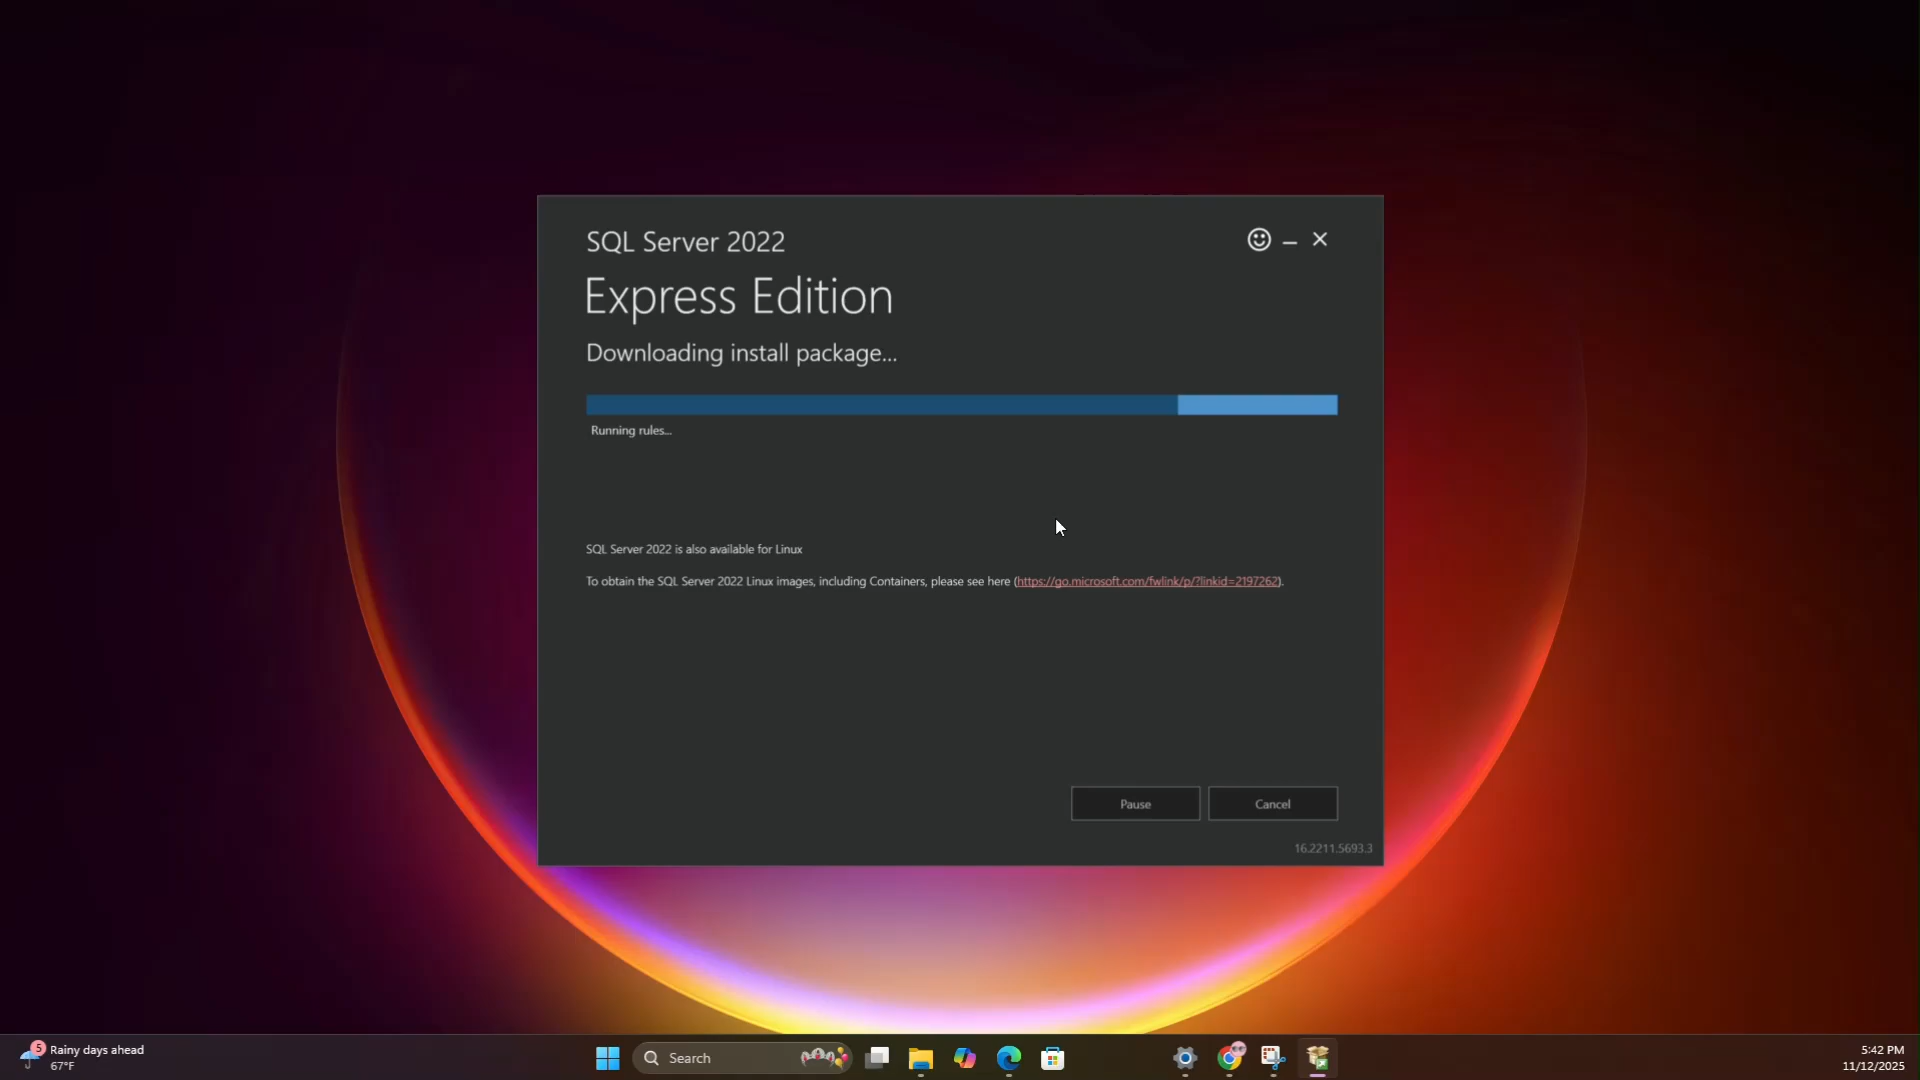 SQL Server 2022
Express Edition
Downloading install package...
Running rules...
SQL Server 2022 is also available for Linux
To obtain the SQL Server 2022 Linux images, including Containers, please see here (https://go.microsoft.com/fwlink/p/?linkid=2197262).
Pause
Cancel
16.2211.5693.3
5
Rainy days ahead
67°F
Search
5:42 PM
11/12/2025